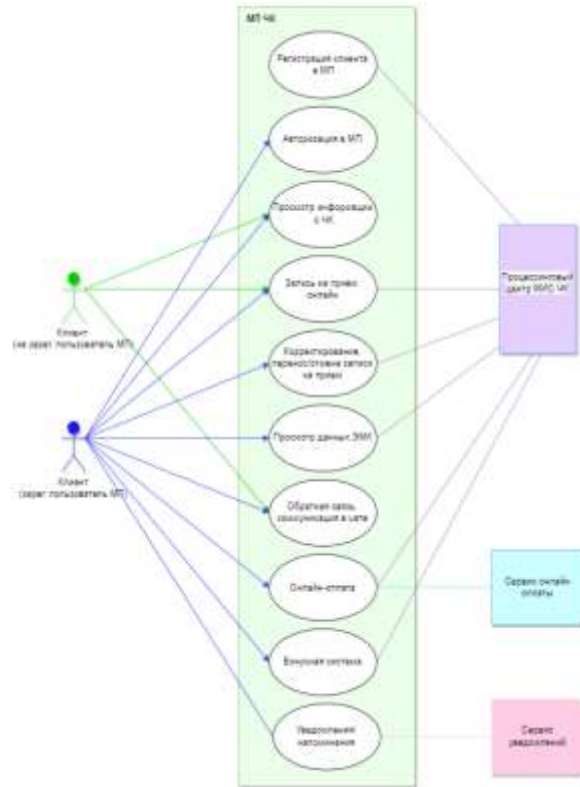 МП ЧК
Регистрация клиента
в МП
Авторизация в МП
Просмотр информации
о ЧК
Запись на прием
онлайн
Корректирование,
перенос/отмена записи
на прием
Просмотр данных ЭМК
Обратная связь,
коммуникация в чате
Онлайн-оплата
Бонусная система
Уведомления
напоминания
Клиент
(не зарег. пользователь МП)
Клиент
(зарег. пользователь МП)
Процессинговый
центр МИС ЧК
Сервис онлайн
оплаты
Сервис
уведомлений